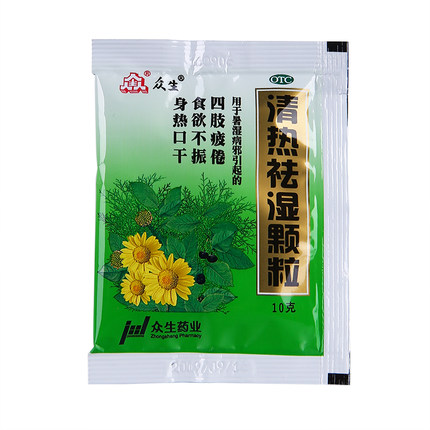 众生®
OTC
清热祛湿颗粒
10克
用于暑湿病邪引起的
四肢疲倦
食欲不振
身热口干
众生药业
Zhongsheng Pharmacy